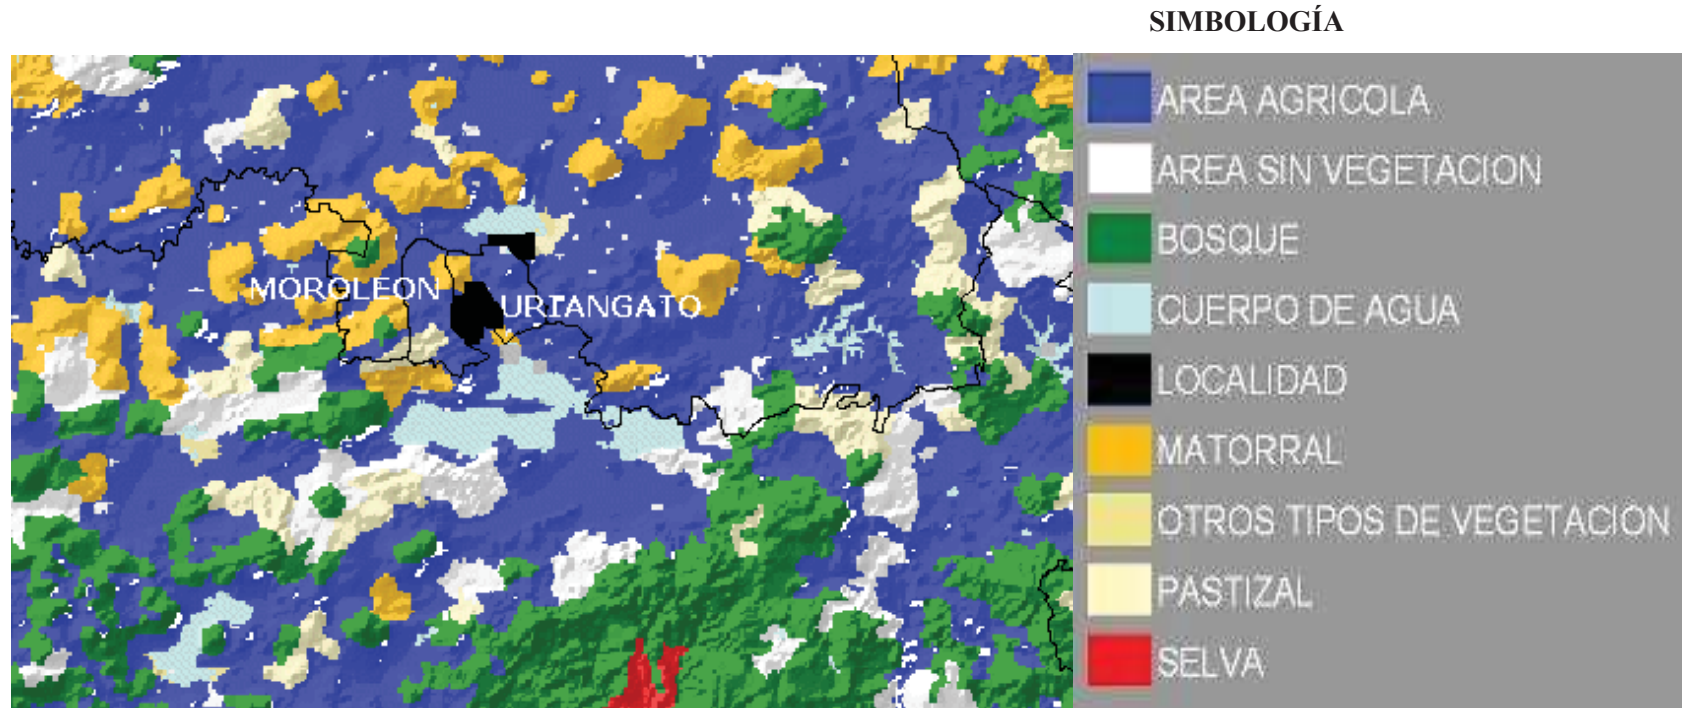 SIMBOLOGÍA
AREA AGRICOLA
AREA SIN VEGETACION
BOSQUE
CUERPO DE AGUA
LOCALIDAD
MATORRAL
OTROS TIPOS DE VEGETACION
PASTIZAL
SELVA
MOROLEON
URIANGATO